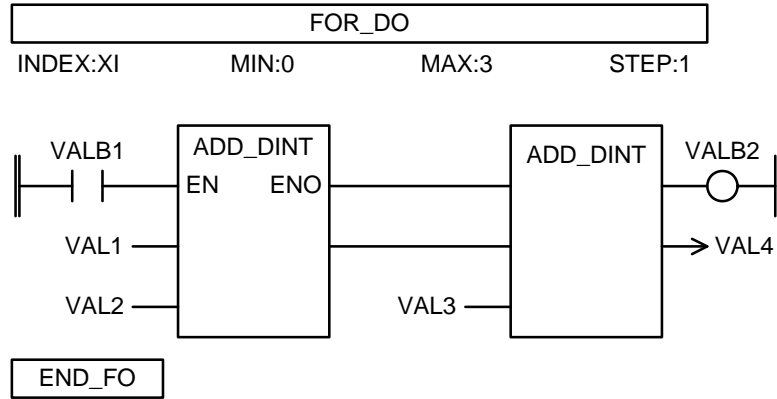 FOR_DO
INDEX:XI MIN:0 MAX:3 STEP:1
VALB1 ADD_DINT ADD_DINT VALB2
EN ENO
VAL1 VAL4
VAL2 VAL3
END_FO